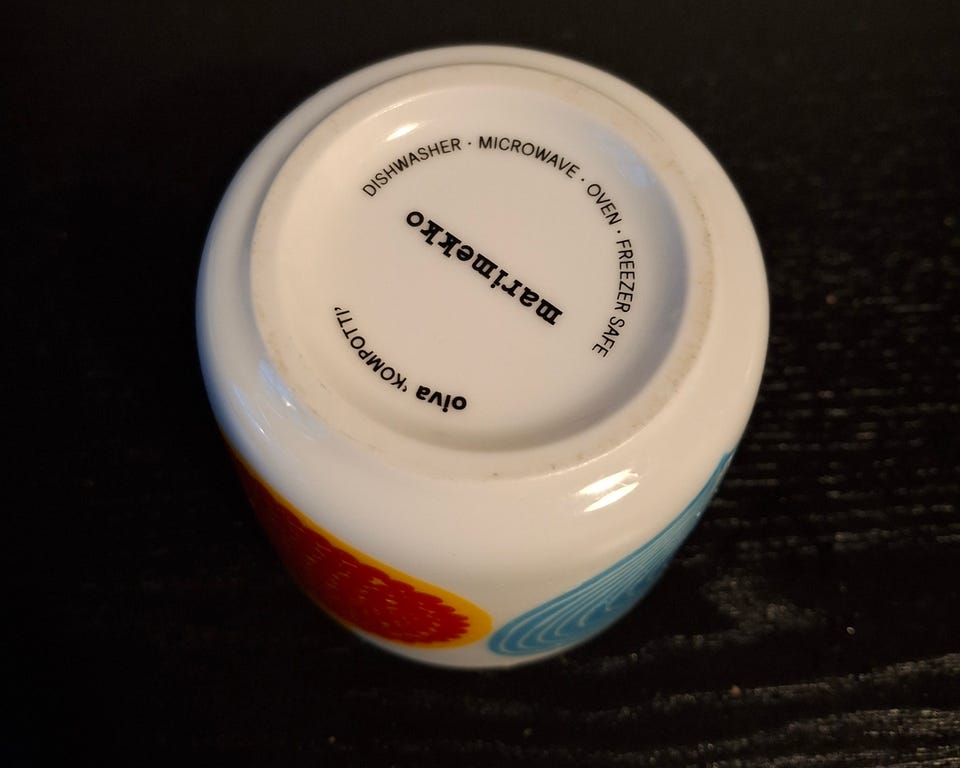 DISHWASHER · MICROWAVE · OVEN · FREEZER SAFE
marimekko
oiva 'KOMPOTTI'